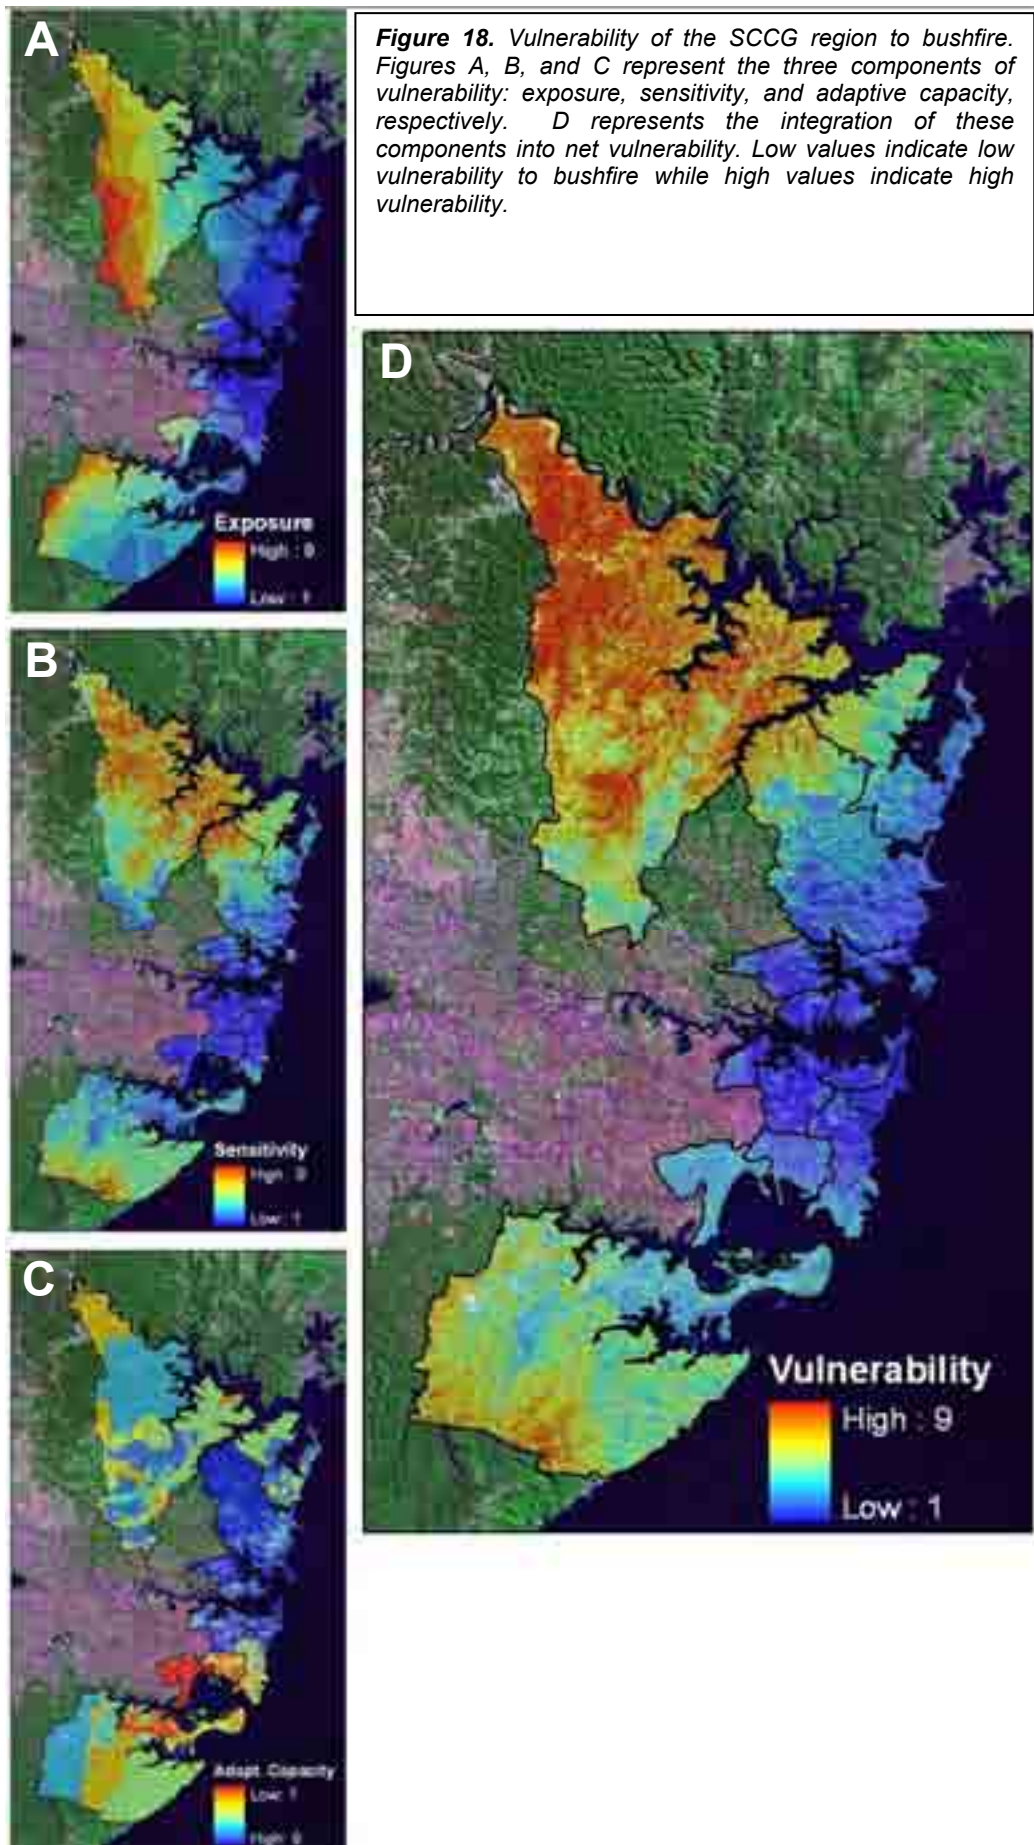 A
Figure 18. Vulnerability of the SCCG region to bushfire.
Figures A, B, and C represent the three components of
vulnerability: exposure, sensitivity, and adaptive capacity,
respectively. D represents the integration of these
components into net vulnerability. Low values indicate low
vulnerability to bushfire while high values indicate high
vulnerability.
Exposure
High : 9
Low : 1
B
Sensitivity
High : 9
Low : 1
C
Adapt. Capacity
Low: 1
High: 9
D
Vulnerability
High : 9
Low : 1